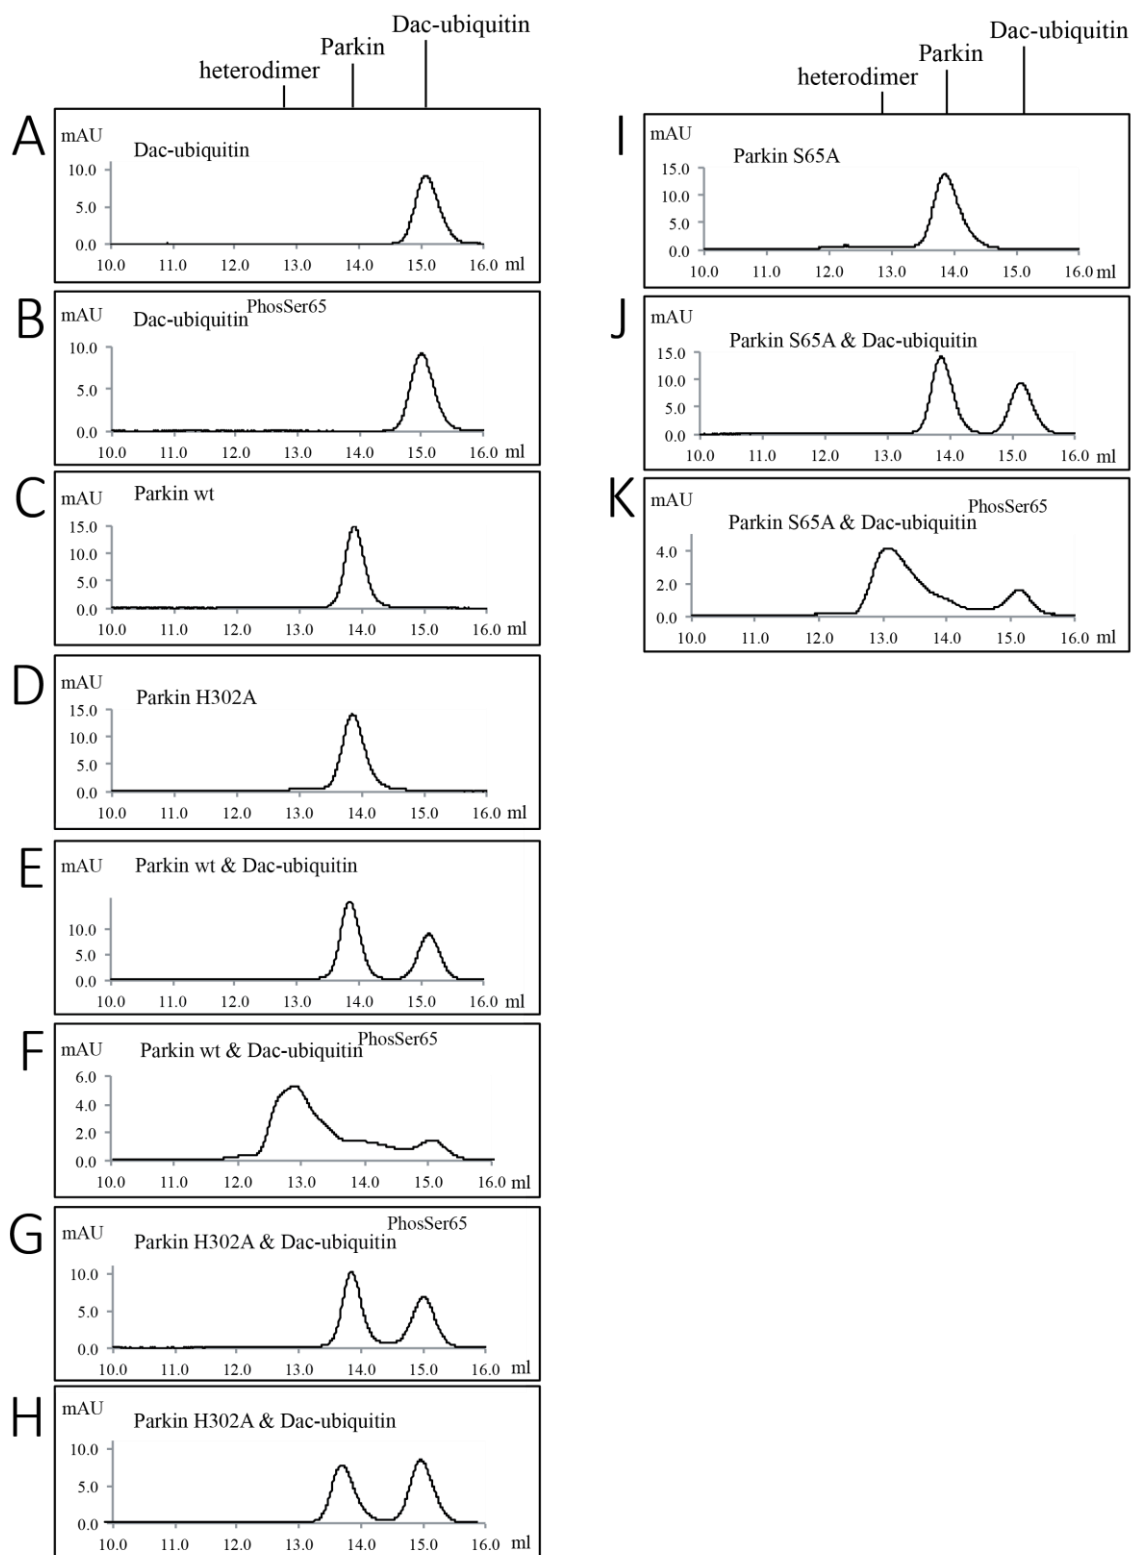 Dac-ubiquitin
Parkin
heterodimer
A
mAU
Dac-ubiquitin
10.0
5.0
0.0
10.0 11.0 12.0 13.0 14.0 15.0 16.0 ml
B
mAU
Dac-ubiquitin PhosSer65
10.0
5.0
0.0
10.0 11.0 12.0 13.0 14.0 15.0 16.0 ml
C
mAU
Parkin wt
15.0
10.0
5.0
0.0
10.0 11.0 12.0 13.0 14.0 15.0 16.0 ml
D
mAU
Parkin H302A
15.0
10.0
5.0
0.0
10.0 11.0 12.0 13.0 14.0 15.0 16.0 ml
E
mAU
Parkin wt & Dac-ubiquitin
10.0
5.0
0.0
10.0 11.0 12.0 13.0 14.0 15.0 16.0 ml
F
mAU
Parkin wt & Dac-ubiquitin PhosSer65
6.0
4.0
2.0
0.0
10.0 11.0 12.0 13.0 14.0 15.0 16.0 ml
G
mAU
Parkin H302A & Dac-ubiquitin PhosSer65
10.0
5.0
0.0
10.0 11.0 12.0 13.0 14.0 15.0 16.0 ml
H
mAU
Parkin H302A & Dac-ubiquitin
10.0
5.0
0.0
10.0 11.0 12.0 13.0 14.0 15.0 16.0 ml
Dac-ubiquitin
Parkin
heterodimer
I
mAU
Parkin S65A
15.0
10.0
5.0
0.0
10.0 11.0 12.0 13.0 14.0 15.0 16.0 ml
J
mAU
Parkin S65A & Dac-ubiquitin
15.0
10.0
5.0
0.0
10.0 11.0 12.0 13.0 14.0 15.0 16.0 ml
K
mAU
Parkin S65A & Dac-ubiquitin PhosSer65
4.0
2.0
0.0
10.0 11.0 12.0 13.0 14.0 15.0 16.0 ml